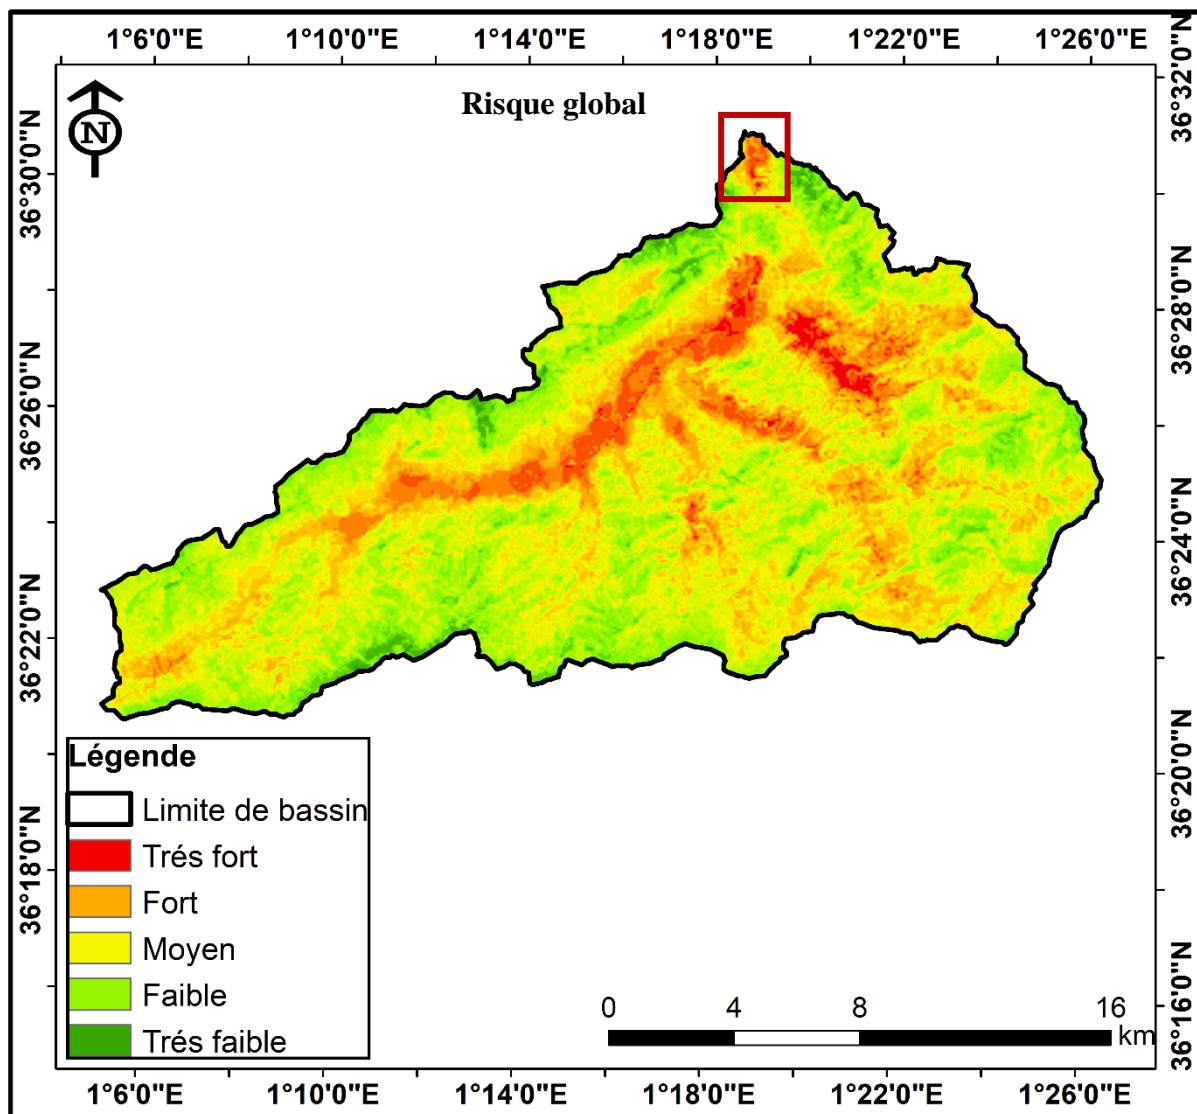 1°6'0"E 1°10'0"E 1°14'0"E 1°18'0"E 1°22'0"E 1°26'0"E
Risque global
N
36°30'0"N
36°26'0"N
36°22'0"N
36°18'0"N
36°32'0"N
36°28'0"N
36°24'0"N
36°20'0"N
36°16'0"N
Légende
Limite de bassin
Trés fort
Fort
Moyen
Faible
Trés faible
0 4 8 16
km
1°6'0"E 1°10'0"E 1°14'0"E 1°18'0"E 1°22'0"E 1°26'0"E